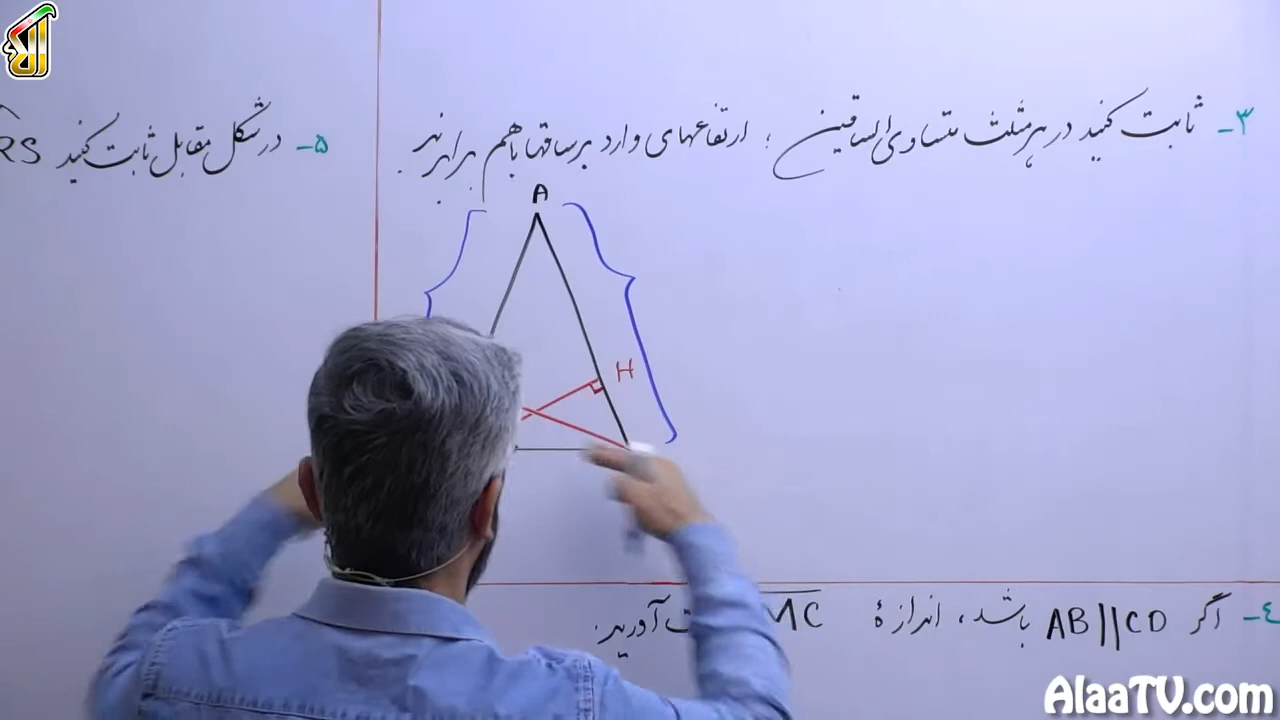 ۳- ثابت کنید در هر مثلث متساوی الساقین ؛ ارتفاعهای وارد بر ساقها با هم برابرند.
A
H
۵- در شکل مقابل ثابت کنید RS
۴- اگر AB||CD باشد، اندازهٔ MC آورید.
AlaaTV.com